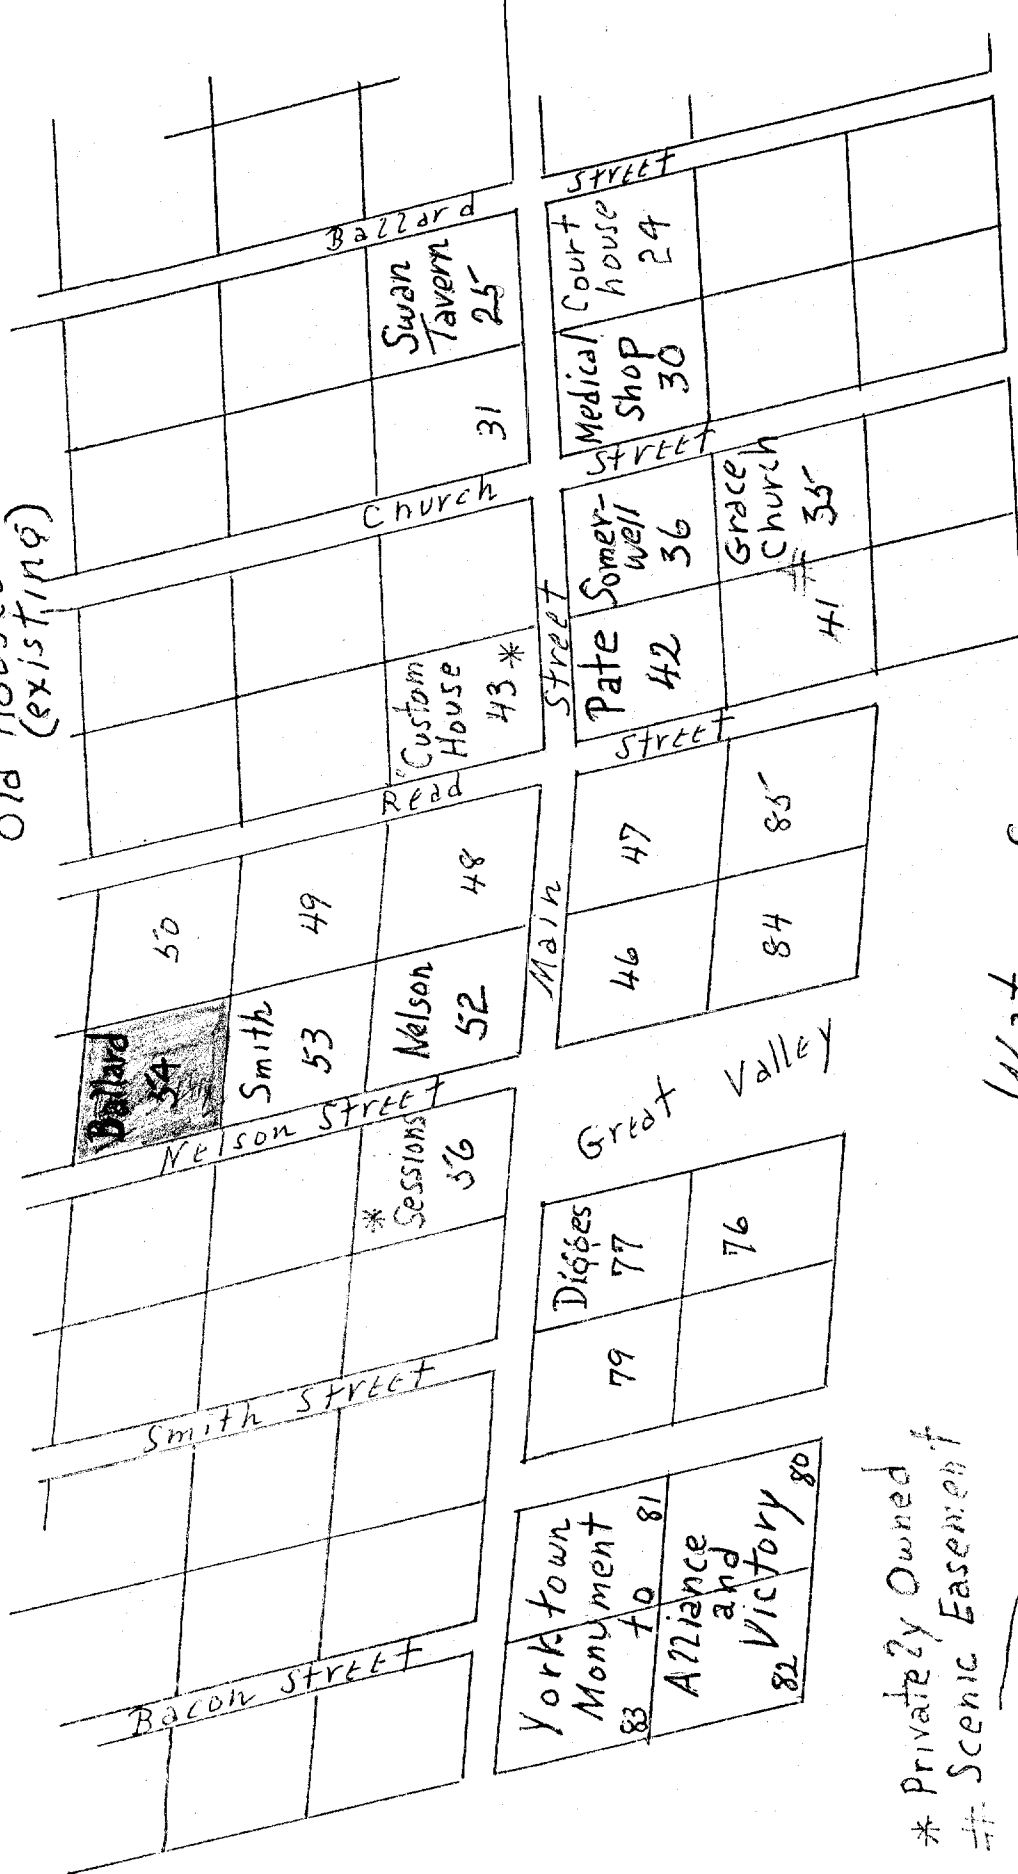 (existing)
Ballard
54
50
Smith
53
49
Nelson
52
48
Nelson Street
* Sessions
56
Smith Street
Bacon Street
Read
Street
"Custom
House
43 *
Church
Street
31
Swan
Tavern
25
Ballard
Street
Main
Street
Court
house
24
Medical
Shop
30
Somer-
well
36
Pate
42
Grace
Church
# 35
41
47
46
85
84
Great Valley
Digges
77
76
79
Yorktown
Monument
83 to 81
Alliance
and
82 Victory 80
* Privately Owned
# Scenic Easement